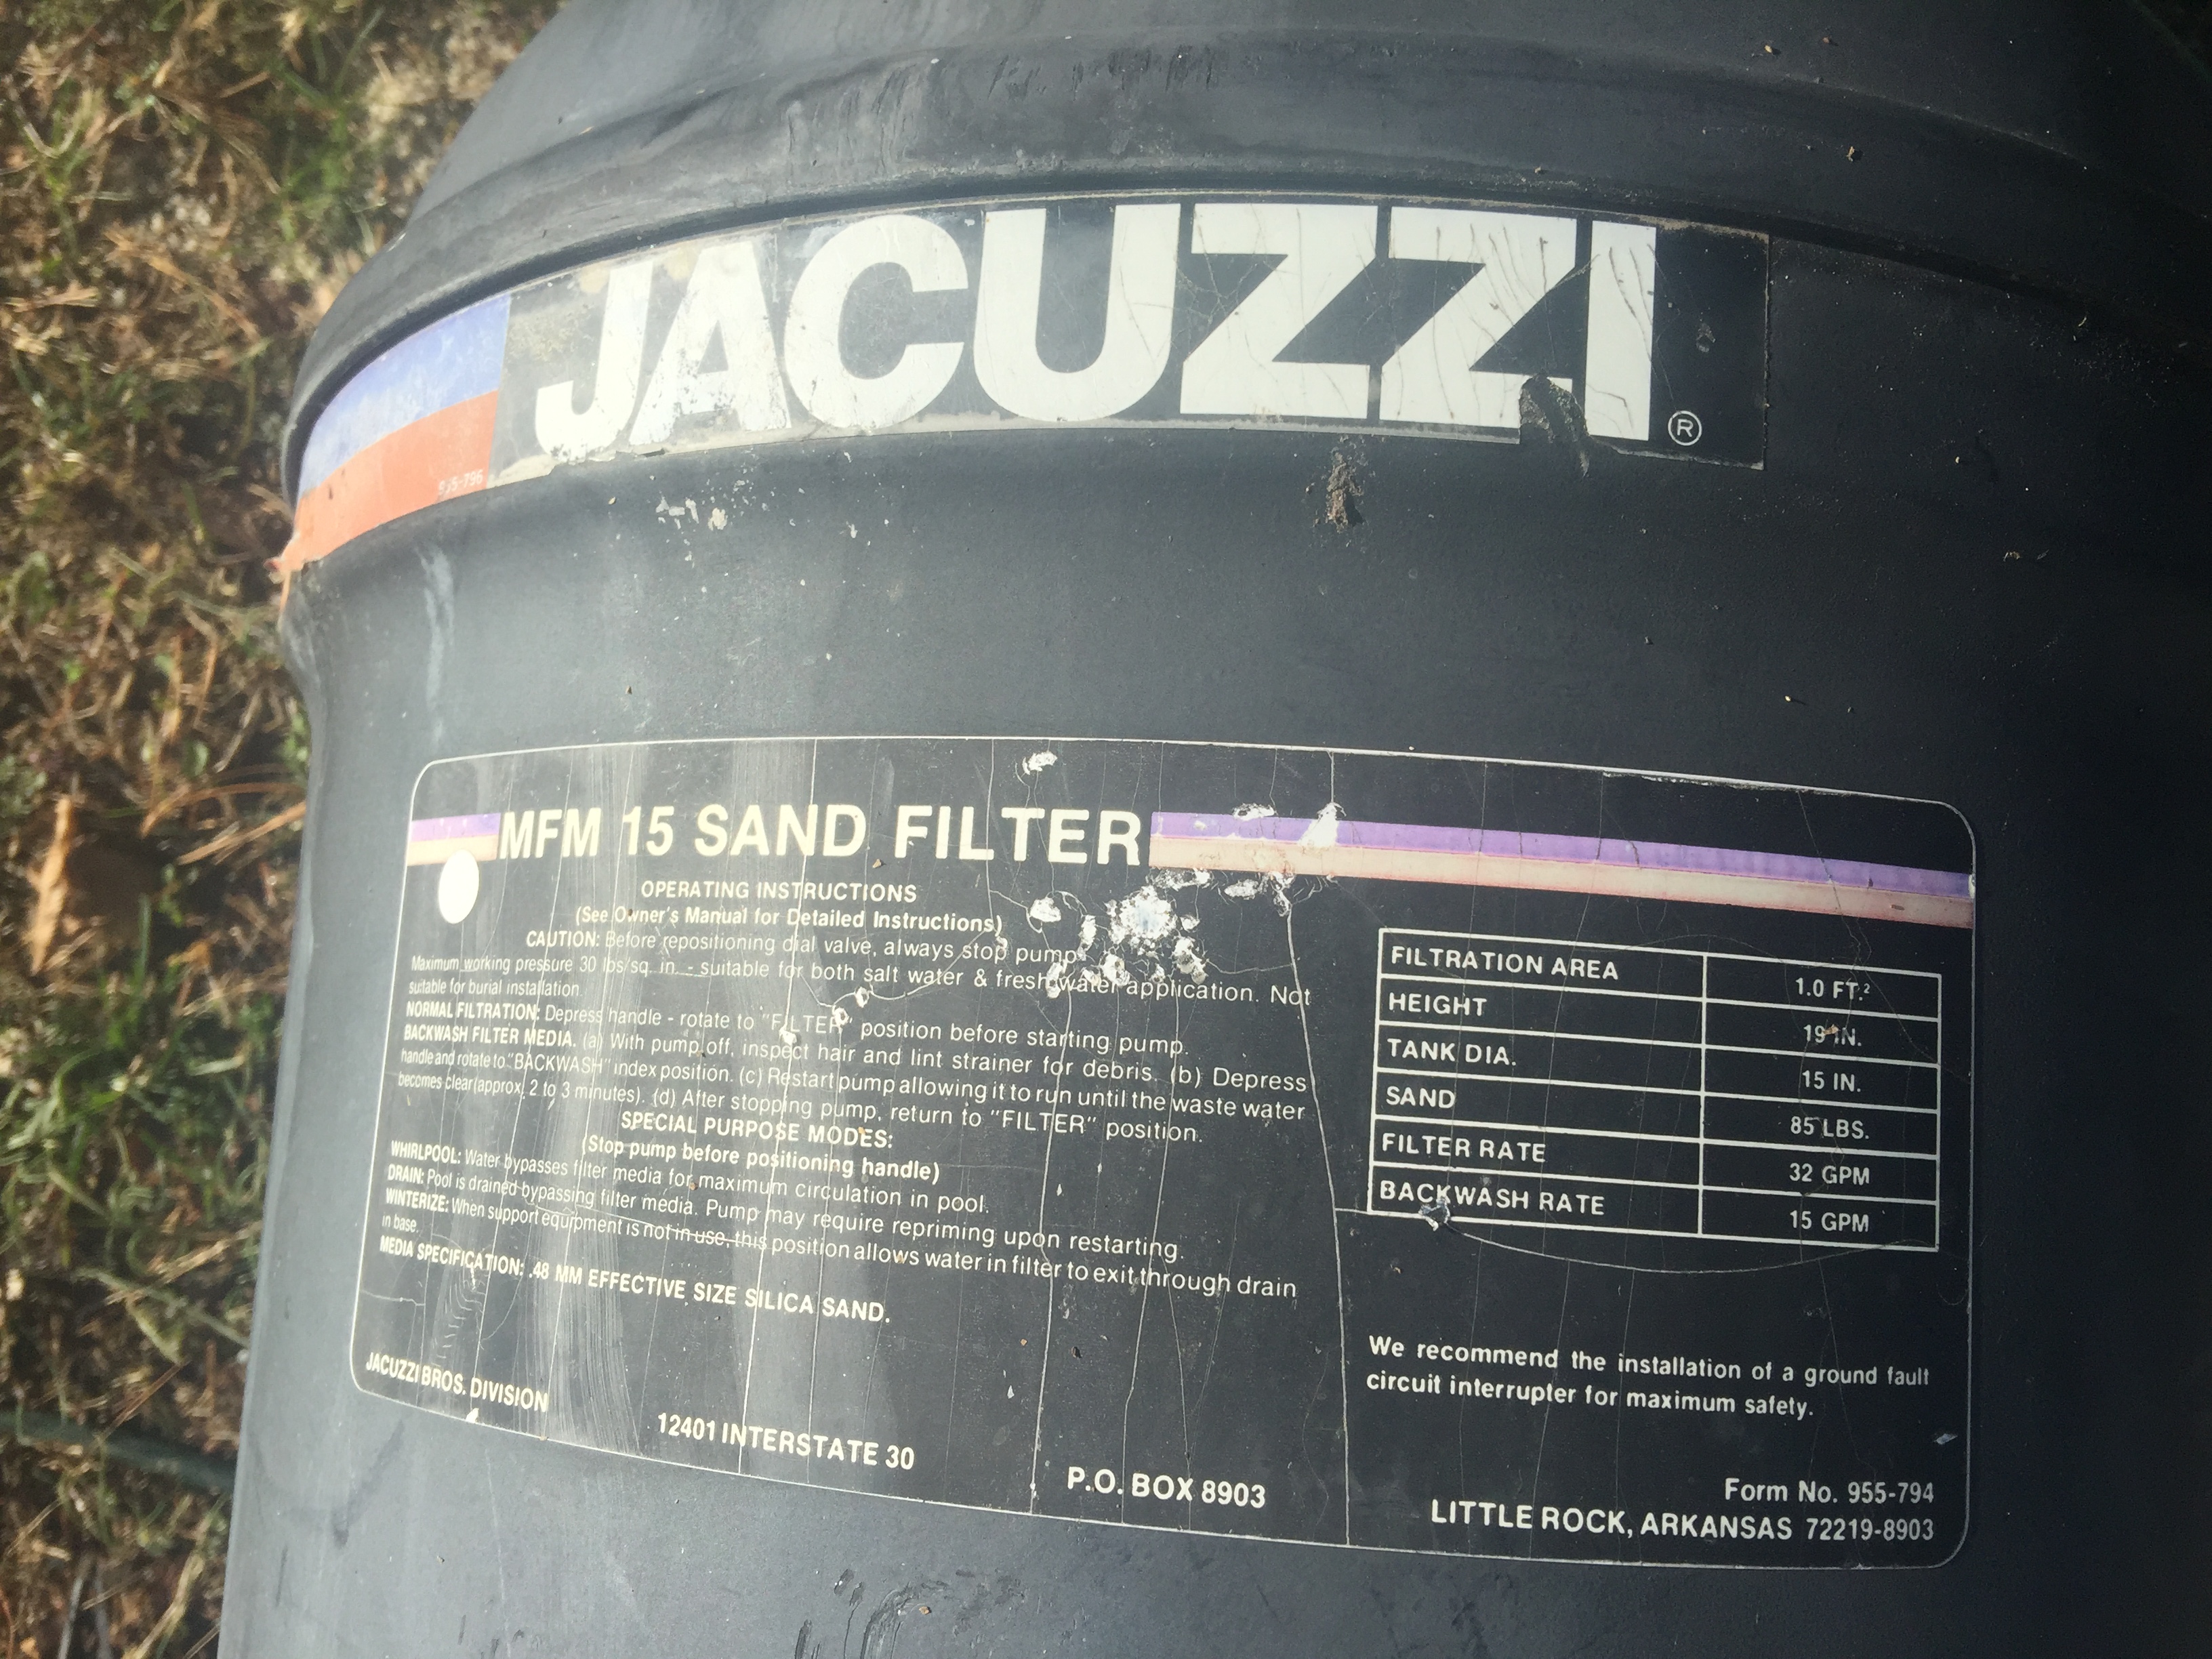 JACUZZI ®
955-796
MFM 15 SAND FILTER
OPERATING INSTRUCTIONS
(See Owner's Manual for Detailed Instructions)
CAUTION: Before repositioning dial valve, always stop pump.
Maximum working pressure 30 lbs/sq. in. - suitable for both salt water & fresh water application. Not
suitable for burial installation.
NORMAL FILTRATION: Depress handle - rotate to "FILTER" position before starting pump.
BACKWASH FILTER MEDIA. (a) With pump off, inspect hair and lint strainer for debris. (b) Depress
handle and rotate to "BACKWASH" index position. (c) Restart pump allowing it to run until the waste water
becomes clear (approx. 2 to 3 minutes). (d) After stopping pump, return to "FILTER" position.
SPECIAL PURPOSE MODES:
(Stop pump before positioning handle)
WHIRLPOOL: Water bypasses filter media for maximum circulation in pool.
DRAIN: Pool is drained bypassing filter media. Pump may require repriming upon restarting.
WINTERIZE: When support equipment is not in use, this position allows water in filter to exit through drain
in base.
MEDIA SPECIFICATION: .48 MM EFFECTIVE SIZE SILICA SAND.
FILTRATION AREA 1.0 FT.²
HEIGHT 19 IN.
TANK DIA. 15 IN.
SAND 85 LBS.
FILTER RATE 32 GPM
BACKWASH RATE 15 GPM
We recommend the installation of a ground fault
circuit interrupter for maximum safety.
Form No. 955-794
JACUZZI BROS. DIVISION 12401 INTERSTATE 30 P.O. BOX 8903 LITTLE ROCK, ARKANSAS 72219-8903